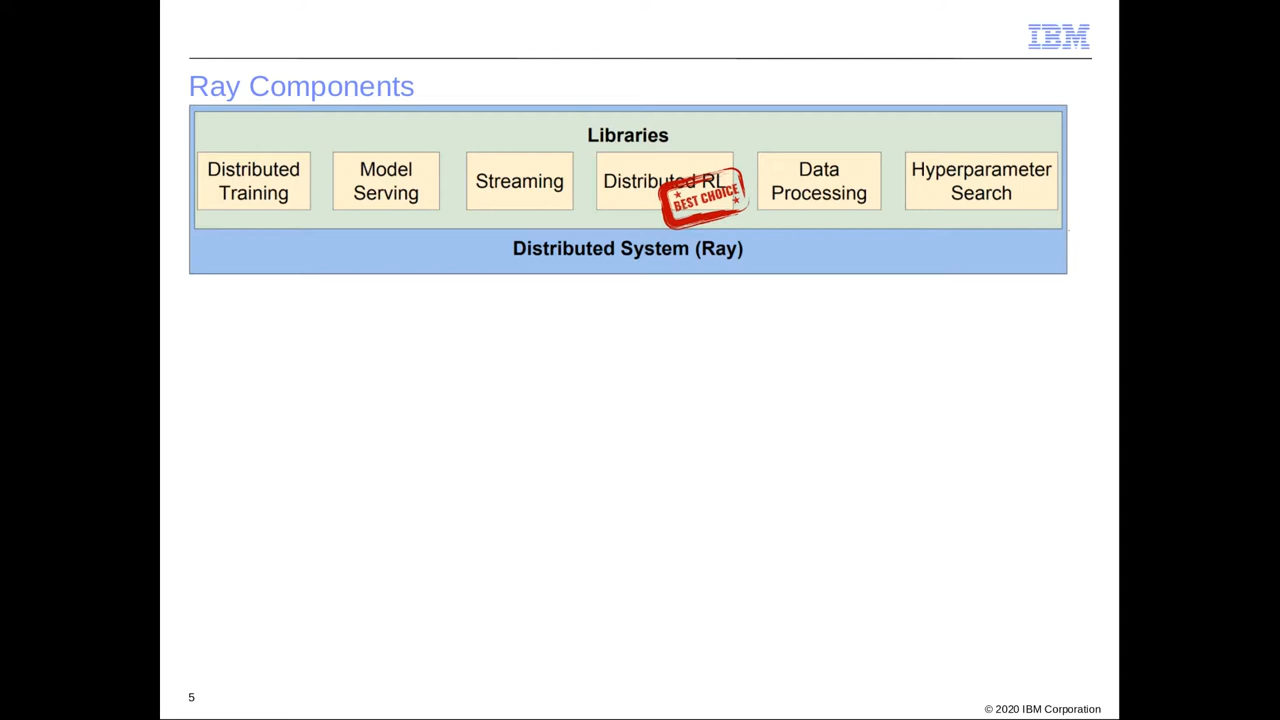 IBM
Ray Components
Libraries
Distributed Training
Model Serving
Streaming
Distributed RL
BEST CHOICE
Data Processing
Hyperparameter Search
Distributed System (Ray)
5
© 2020 IBM Corporation